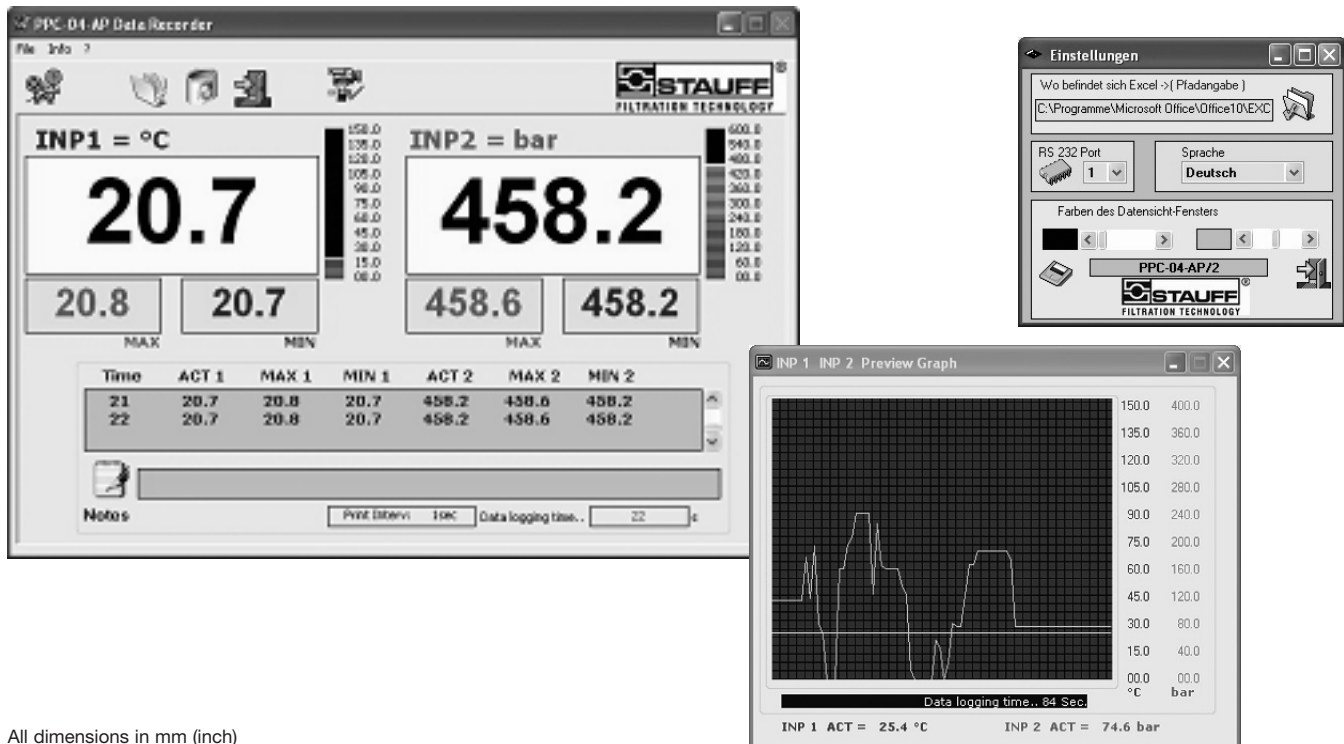 PPC-04-AP Data Recorder
File Info ?
STAUFF®
FILTRATION TECHNOLOGY
INP1 = °C
150.0
135.0
120.0
105.0
90.0
75.0
60.0
45.0
30.0
15.0
00.0
20.7
20.8 20.7
MAX MIN
INP2 = bar
600.0
540.0
480.0
420.0
360.0
300.0
240.0
180.0
120.0
60.0
00.0
458.2
458.6 458.2
MAX MIN
Time ACT 1 MAX 1 MIN 1 ACT 2 MAX 2 MIN 2
21 20.7 20.8 20.7 458.2 458.6 458.2
22 20.7 20.8 20.7 458.2 458.6 458.2
Notes
Print Interv: 1sec Data logging time.. 22 s
Einstellungen
Wo befindet sich Excel ->( Pfadangabe )
C:\Programme\Microsoft Office\Office10\EXC
RS 232 Port
1
Sprache
Deutsch
Farben des Datensicht-Fensters
PPC-04-AP/2
STAUFF®
FILTRATION TECHNOLOGY
INP 1 INP 2 Preview Graph
150.0 400.0
135.0 360.0
120.0 320.0
105.0 280.0
90.0 240.0
75.0 200.0
60.0 160.0
45.0 120.0
30.0 80.0
15.0 40.0
00.0 00.0
°C bar
Data logging time.. 84 Sec.
INP 1 ACT = 25.4 °C INP 2 ACT = 74.6 bar
All dimensions in mm (inch)